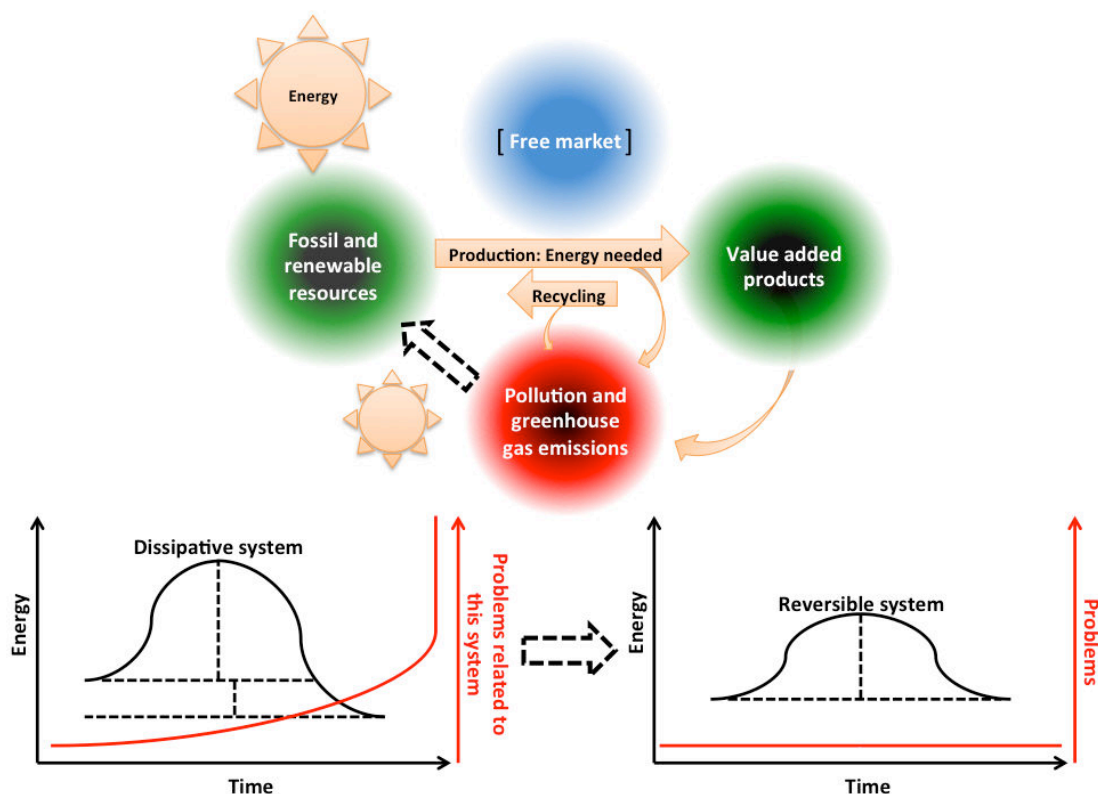 Energy
[ Free market ]
Fossil and
renewable
resources
Production: Energy needed
Value added
products
Recycling
Pollution and
greenhouse
gas emissions
Dissipative system
Energy
Problems related to
this system
Time
Reversible system
Energy
Problems
Time